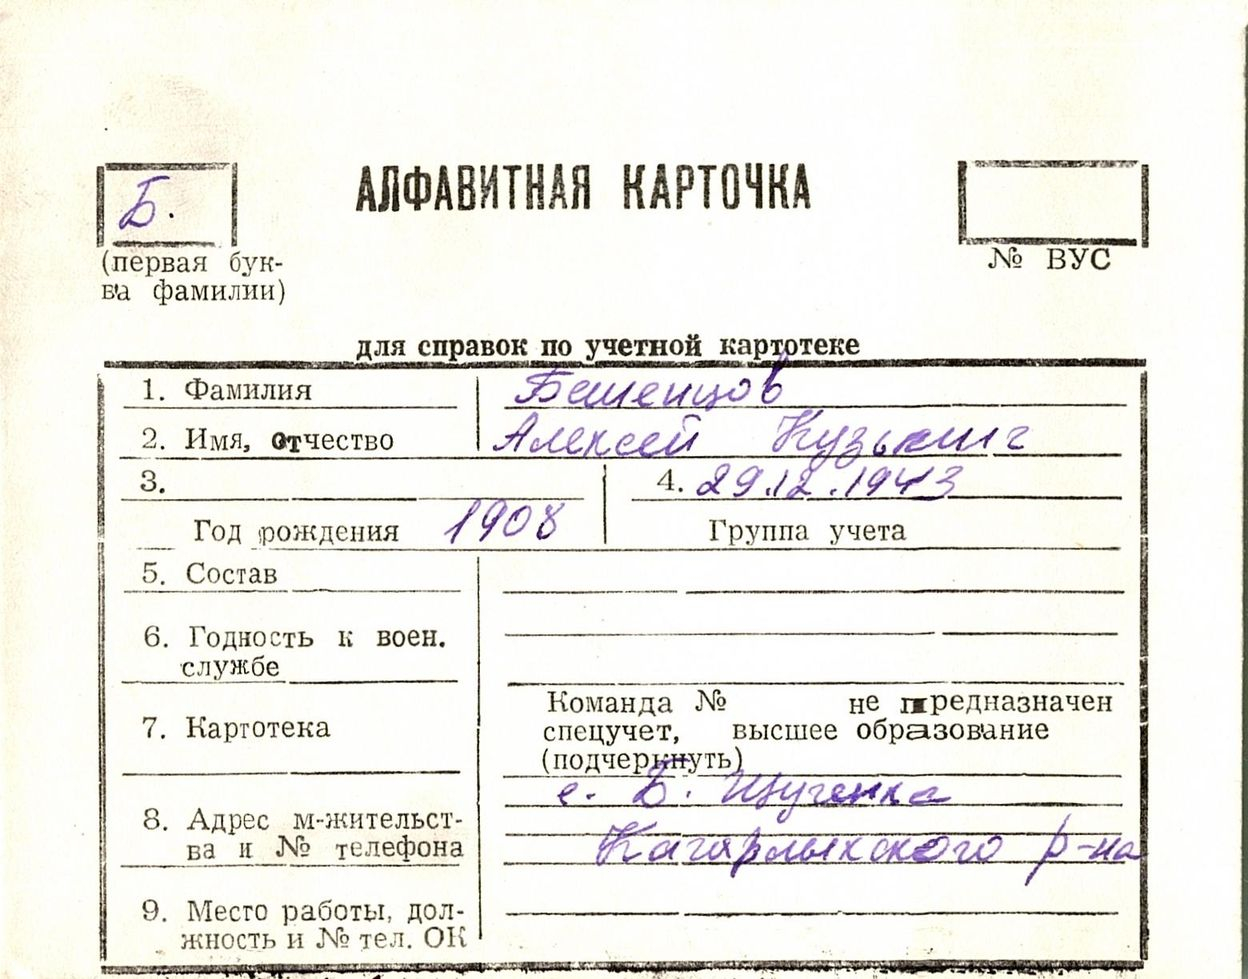 Б.
АЛФАВИТНАЯ КАРТОЧКА
(первая бук-
ва фамилии)
№ ВУС
для справок по учетной картотеке
1. Фамилия Бешенцов
2. Имя, отчество Алексей Кузьмич
3. 4. 29.12.1943
Год рождения 1908 Группа учета
5. Состав
6. Годность к воен.
службе
7. Картотека
Команда № не предназначен
спецучет, высшее образование
(подчеркнуть)
8. Адрес м-жительст-
ва и № телефона
с. Б. Щученка
Кагарлыкского р-на
9. Место работы, дол-
жность и № тел. ОК